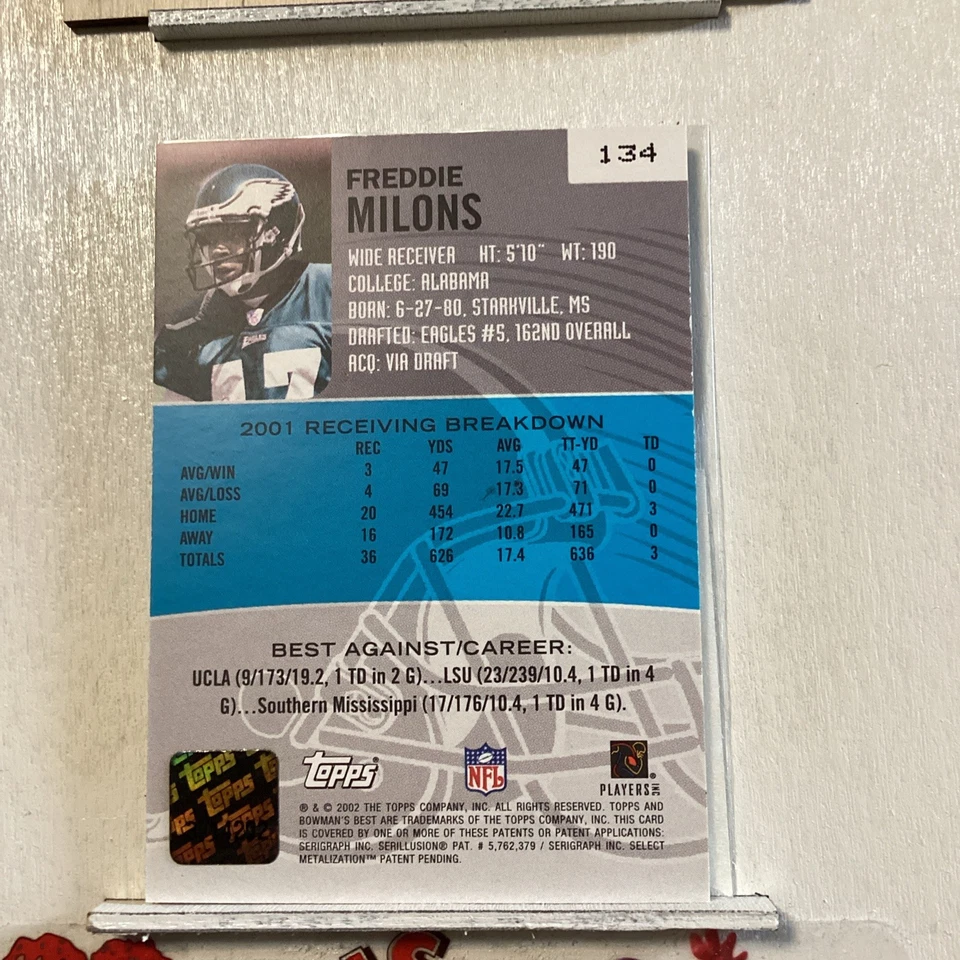 134
FREDDIE
MILONS
WIDE RECEIVER HT: 5'10" WT: 190
COLLEGE: ALABAMA
BORN: 6-27-80, STARKVILLE, MS
DRAFTED: EAGLES #5, 162ND OVERALL
ACQ: VIA DRAFT
EAGLES
17
2001 RECEIVING BREAKDOWN
REC YDS AVG TT-YD TD
AVG/WIN 3 47 17.5 47 0
AVG/LOSS 4 69 17.3 71 0
HOME 20 454 22.7 471 3
AWAY 16 172 10.8 165 0
TOTALS 36 626 17.4 636 3
BEST AGAINST/CAREER:
UCLA (9/173/19.2, 1 TD in 2 G)...LSU (23/239/10.4, 1 TD in 4
G)...Southern Mississippi (17/176/10.4, 1 TD in 4 G).
Topps
Topps
Topps
Topps® NFL PLAYERS INC®
® & © 2002 THE TOPPS COMPANY, INC. ALL RIGHTS RESERVED. TOPPS AND
BOWMAN'S BEST ARE TRADEMARKS OF THE TOPPS COMPANY, INC. THIS CARD
IS COVERED BY ONE OR MORE OF THESE PATENTS OR PATENT APPLICATIONS:
SERIGRAPH INC. SERILLUSION® PAT. # 5,762,379 / SERIGRAPH INC. SELECT
METALIZATION™ PATENT PENDING.